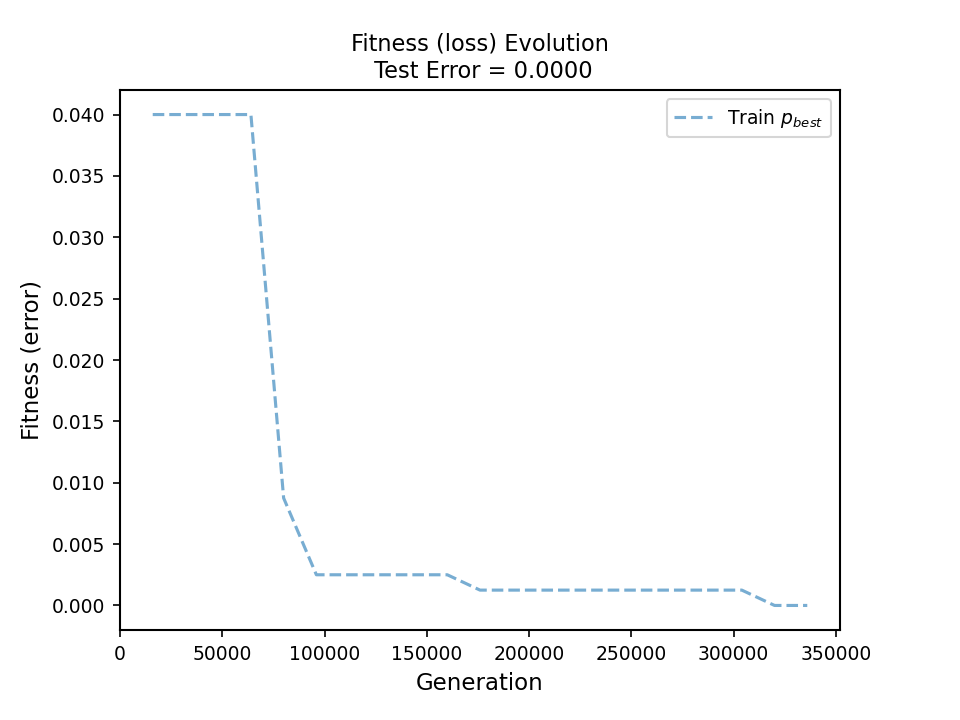 Fitness (loss) Evolution
Test Error = 0.0000
Train p_best
0.040
0.035
0.030
0.025
0.020
0.015
0.010
0.005
0.000
Fitness (error)
0 50000 100000 150000 200000 250000 300000 350000
Generation